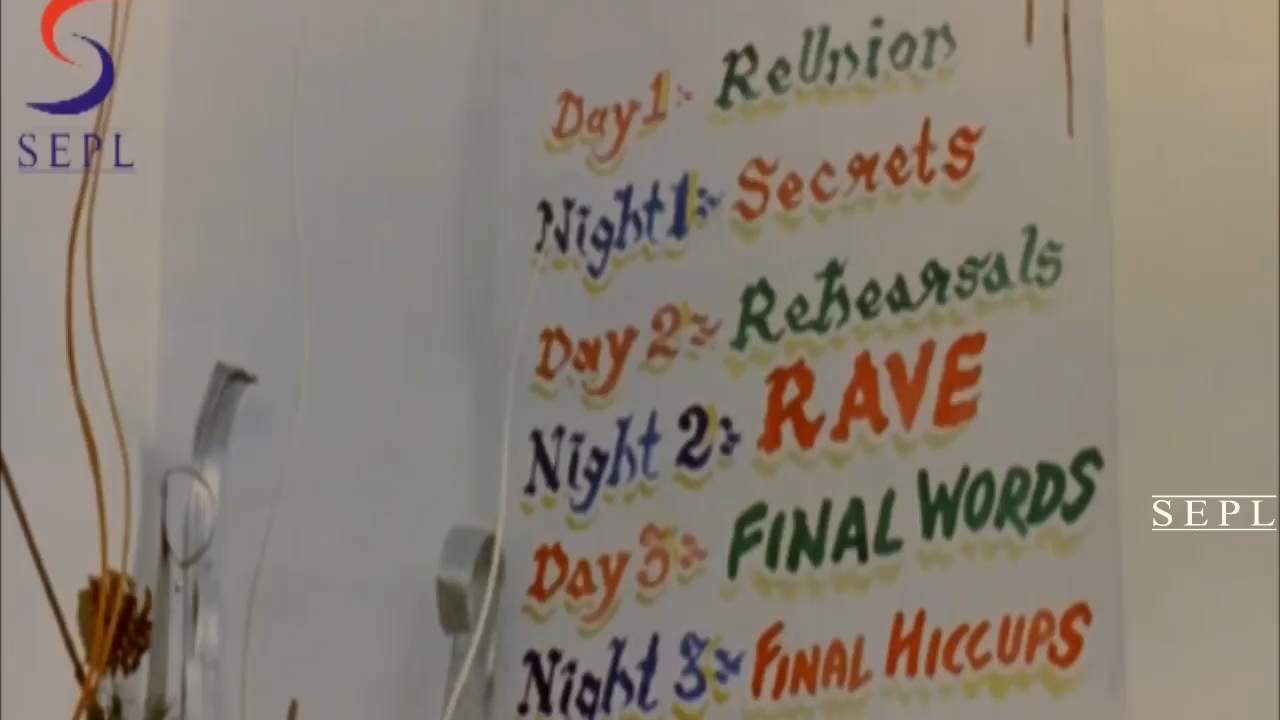 SEPL
Day 1:- ReUnion
Night 1:- Secrets
Day 2:- Rehearsals
Night 2:- RAVE
Day 3:- FINAL WORDS
Night 3:- FINAL HICCUPS
SEPL